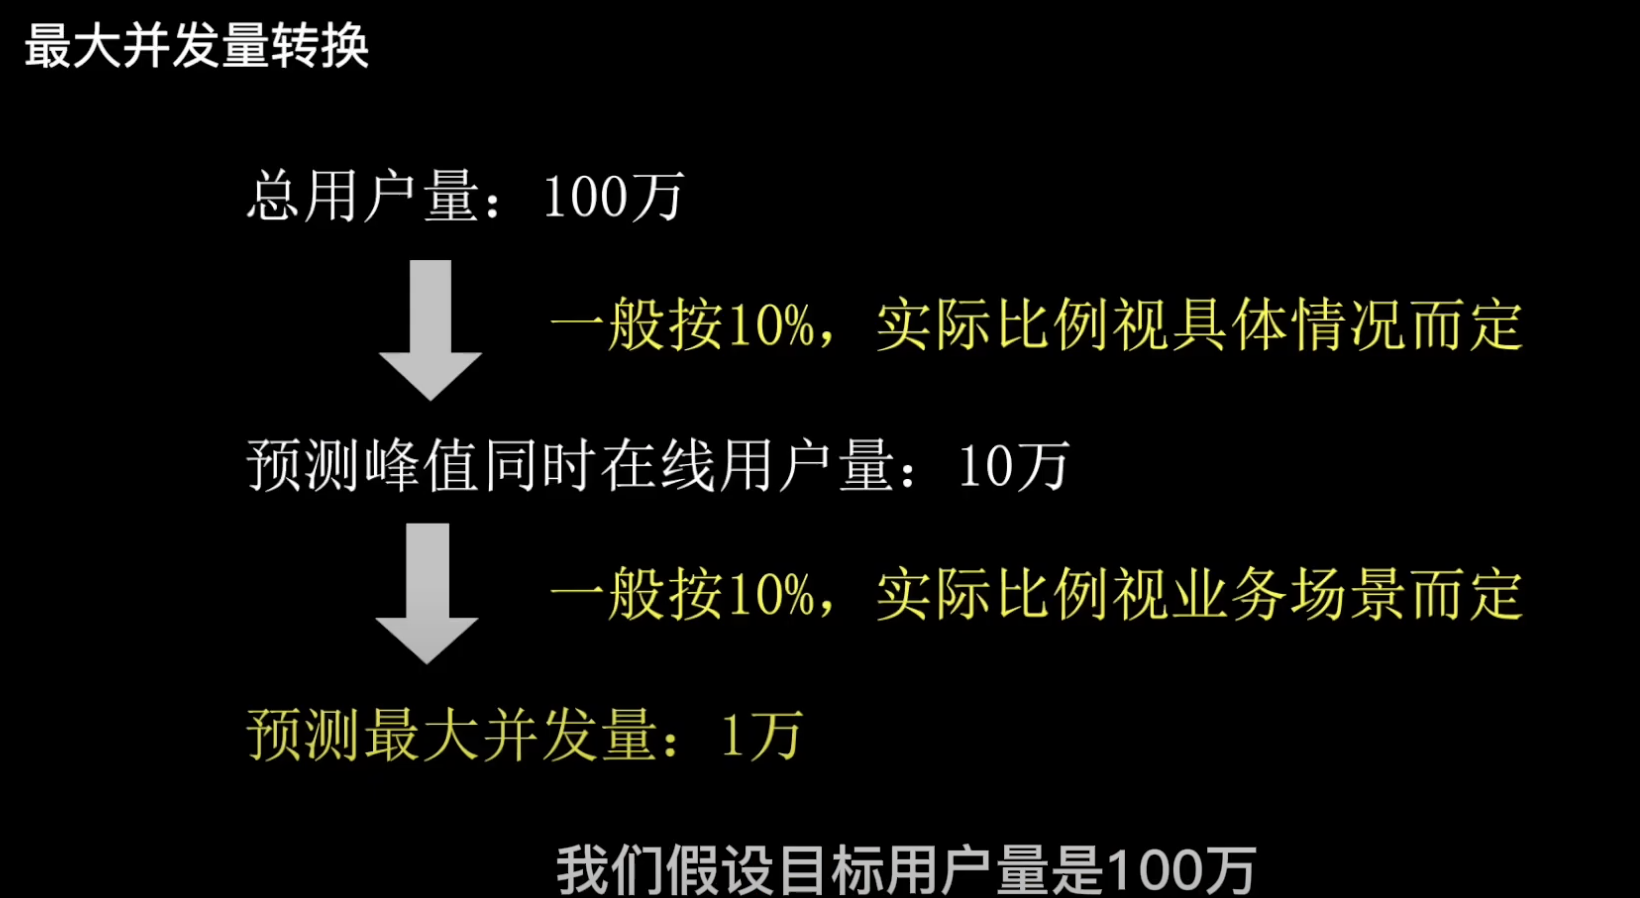 最大并发量转换
总用户量：100万
一般按10%，实际比例视具体情况而定
预测峰值同时在线用户量：10万
一般按10%，实际比例视业务场景而定
预测最大并发量：1万
我们假设目标用户量是100万